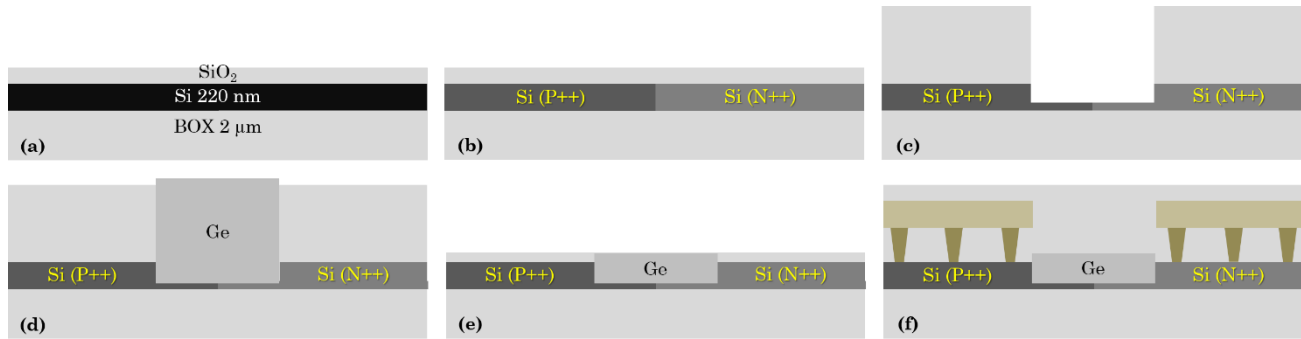 SiO₂
Si 220 nm
BOX 2 µm
(a)
Si (P++) Si (N++)
(b)
Si (P++) Si (N++)
(c)
Ge
Si (P++) Si (N++)
(d)
Si (P++) Ge Si (N++)
(e)
Si (P++) Ge Si (N++)
(f)